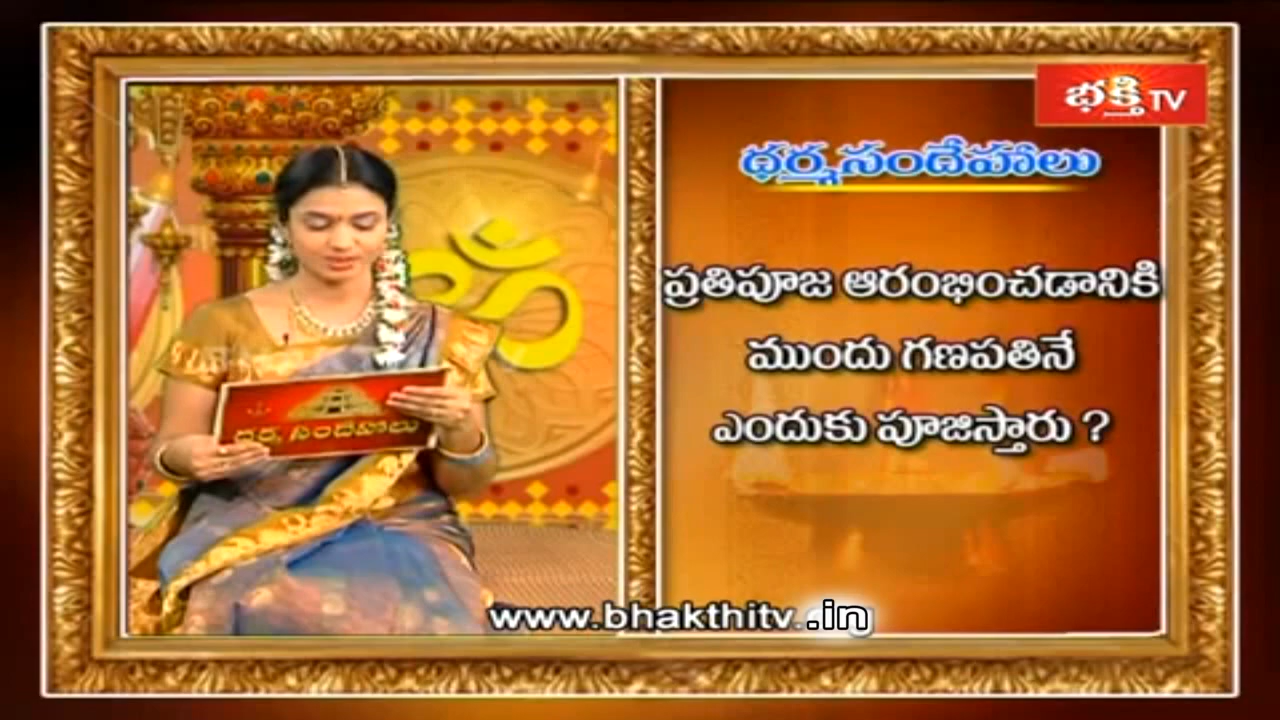 భక్తి TV
ధర్మసందేహాలు
ప్రతిపూజ ఆరంభించడానికి
ముందు గణపతినే
ఎందుకు పూజిస్తారు ?
ధర్మ సందేహాలు
www.bhakthitv.in